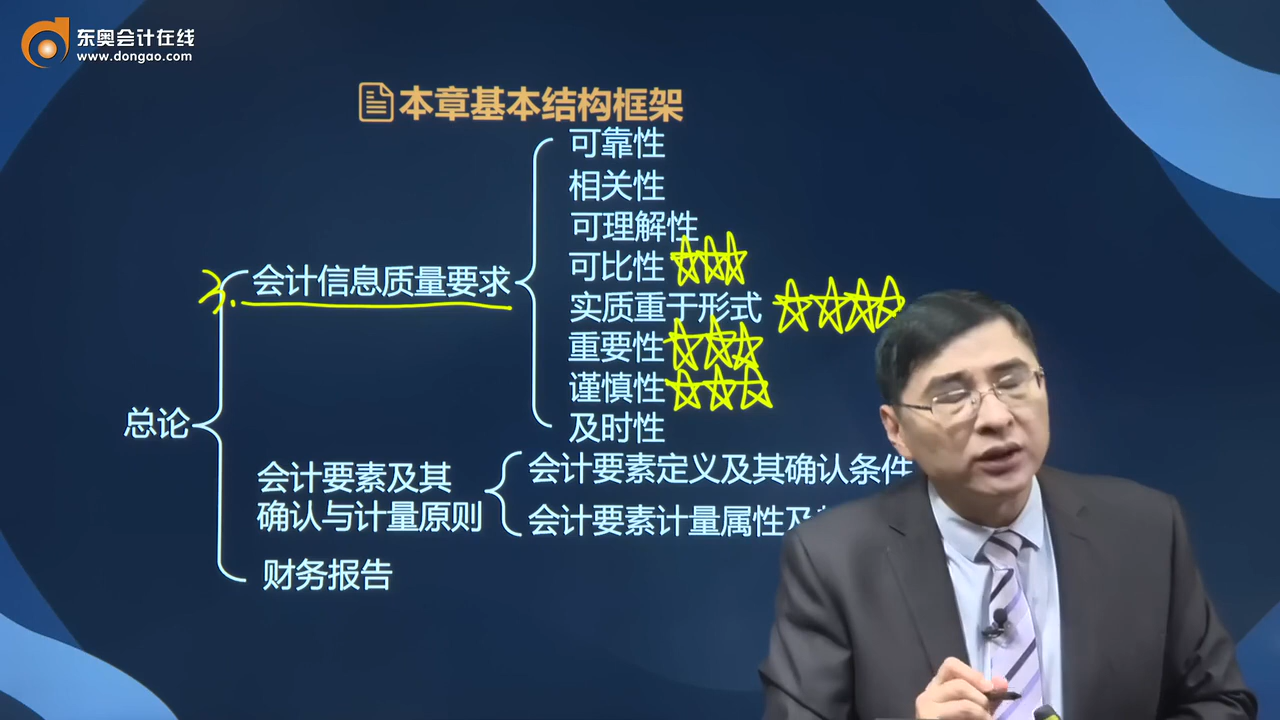 东奥会计在线
www.dongao.com
本章基本结构框架
可靠性
相关性
可理解性
可比性
3. 会计信息质量要求
实质重于形式
重要性
谨慎性
总论
及时性
会计要素及其
确认与计量原则
会计要素定义及其确认条件
会计要素计量属性及
财务报告